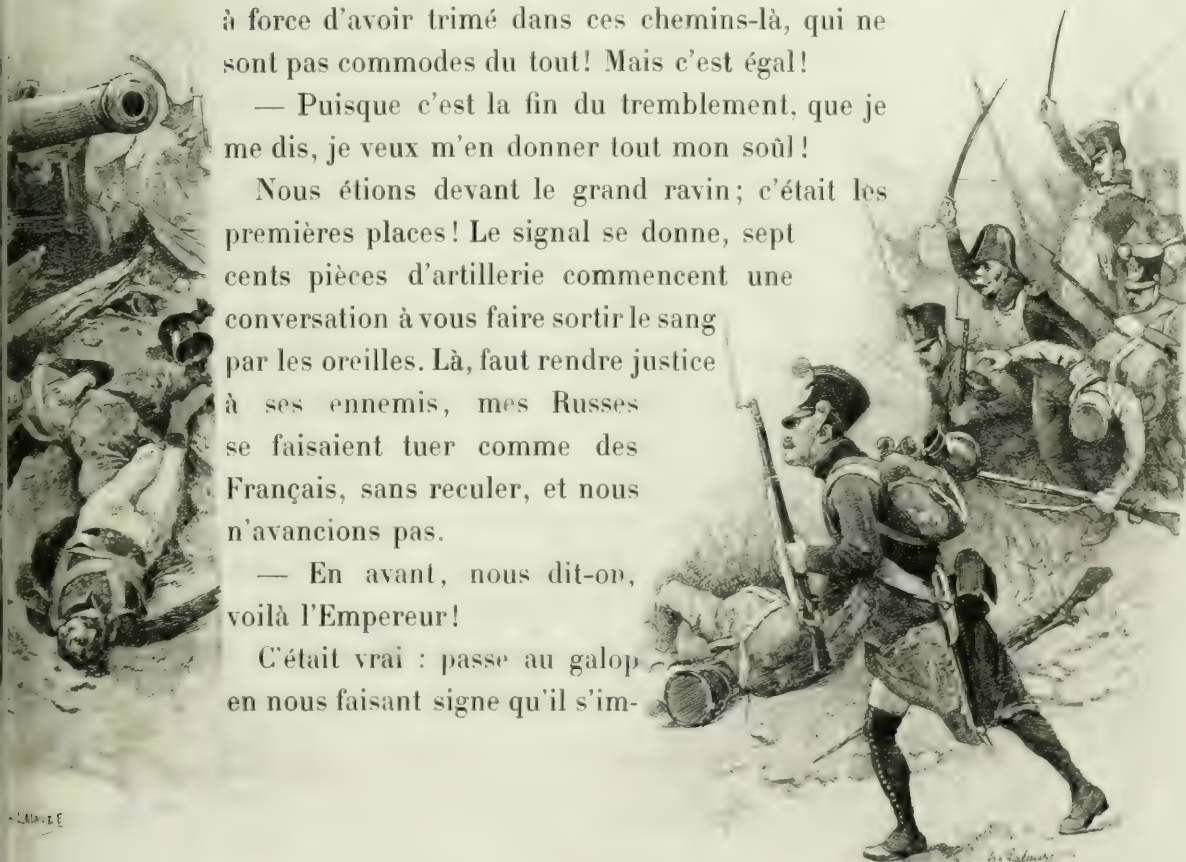 à force d'avoir trimé dans ces chemins-là, qui ne
sont pas commodes du tout! Mais c'est égal!
— Puisque c'est la fin du tremblement, que je
me dis, je veux m'en donner tout mon soûl!
Nous étions devant le grand ravin; c'était les
premières places! Le signal se donne, sept
cents pièces d'artillerie commencent une
conversation à vous faire sortir le sang
par les oreilles. Là, faut rendre justice
à ses ennemis, mes Russes
se faisaient tuer comme des
Français, sans reculer, et nous
n'avancions pas.
— En avant, nous dit-on,
voilà l'Empereur!
C'était vrai : passe au galop
en nous faisant signe qu'il s'im-
LALAUZE